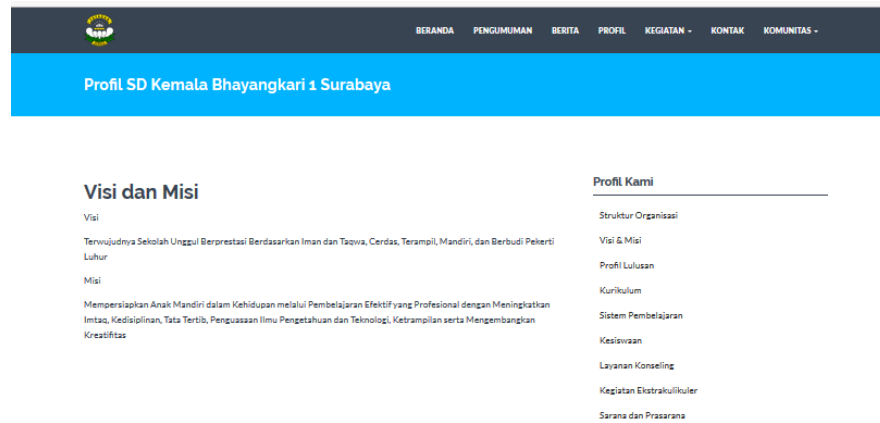 BERANDA PENGUMUMAN BERITA PROFIL KEGIATAN KONTAK KOMUNITAS
Profil SD Kemala Bhayangkari 1 Surabaya
Visi dan Misi
Visi
Terwujudnya Sekolah Unggul Berprestasi Berdasarkan Iman dan Taqwa, Cerdas, Terampil, Mandiri, dan Berbudi Pekerti
Luhur
Misi
Mempersiapkan Anak Mandiri dalam Kehidupan melalui Pembelajaran Efektif yang Profesional dengan Meningkatkan
Imtaq, Kedisiplinan, Tata Tertib, Penguasaan Ilmu Pengetahuan dan Teknologi, Ketrampilan serta Mengembangkan
Kreatifitas
Profil Kami
Struktur Organisasi
Visi & Misi
Profil Lulusan
Kurikulum
Sistem Pembelajaran
Kesiswaan
Layanan Konseling
Kegiatan Ekstrakulikuler
Sarana dan Prasarana